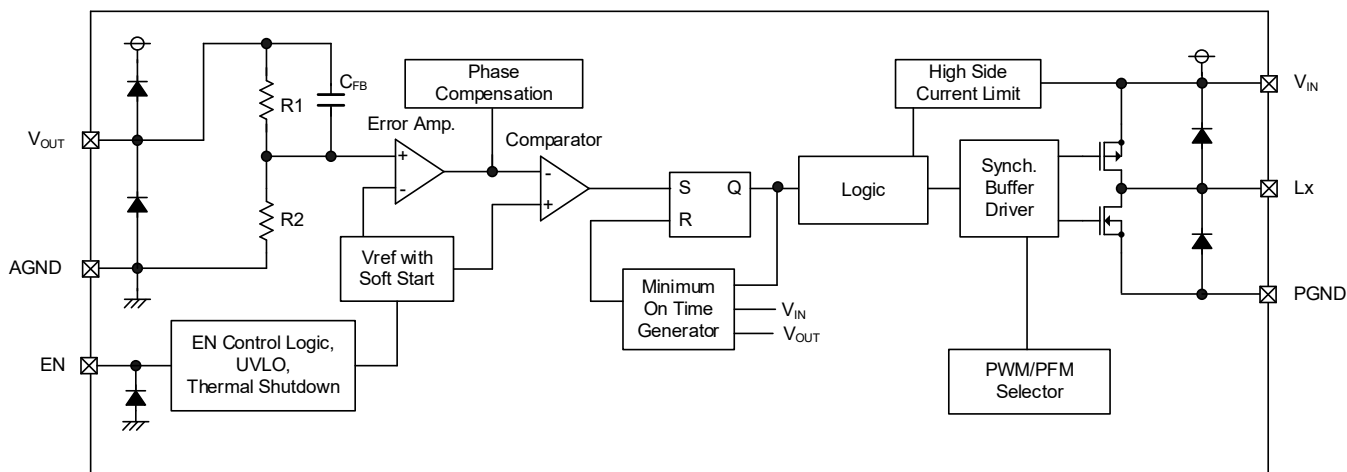 Phase
Compensation
High Side
Current Limit
V_IN
C_FB
R1
Error Amp.
V_OUT
Comparator
+
-
-
+
S
Q
R
Logic
Synch.
Buffer
Driver
Lx
R2
Vref with
Soft Start
AGND
Minimum
On Time
Generator
V_IN
V_OUT
PGND
EN
EN Control Logic,
UVLO,
Thermal Shutdown
PWM/PFM
Selector